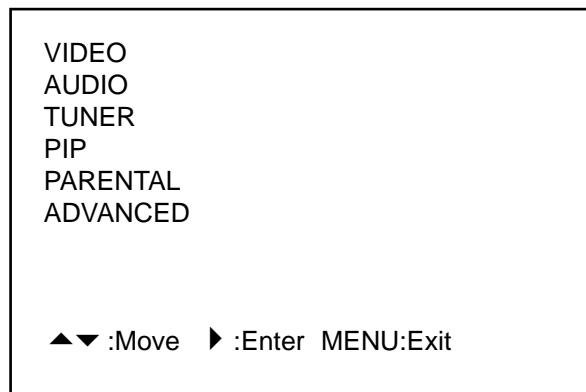 VIDEO
AUDIO
TUNER
PIP
PARENTAL
ADVANCED
▲▼ :Move ▶ :Enter MENU:Exit